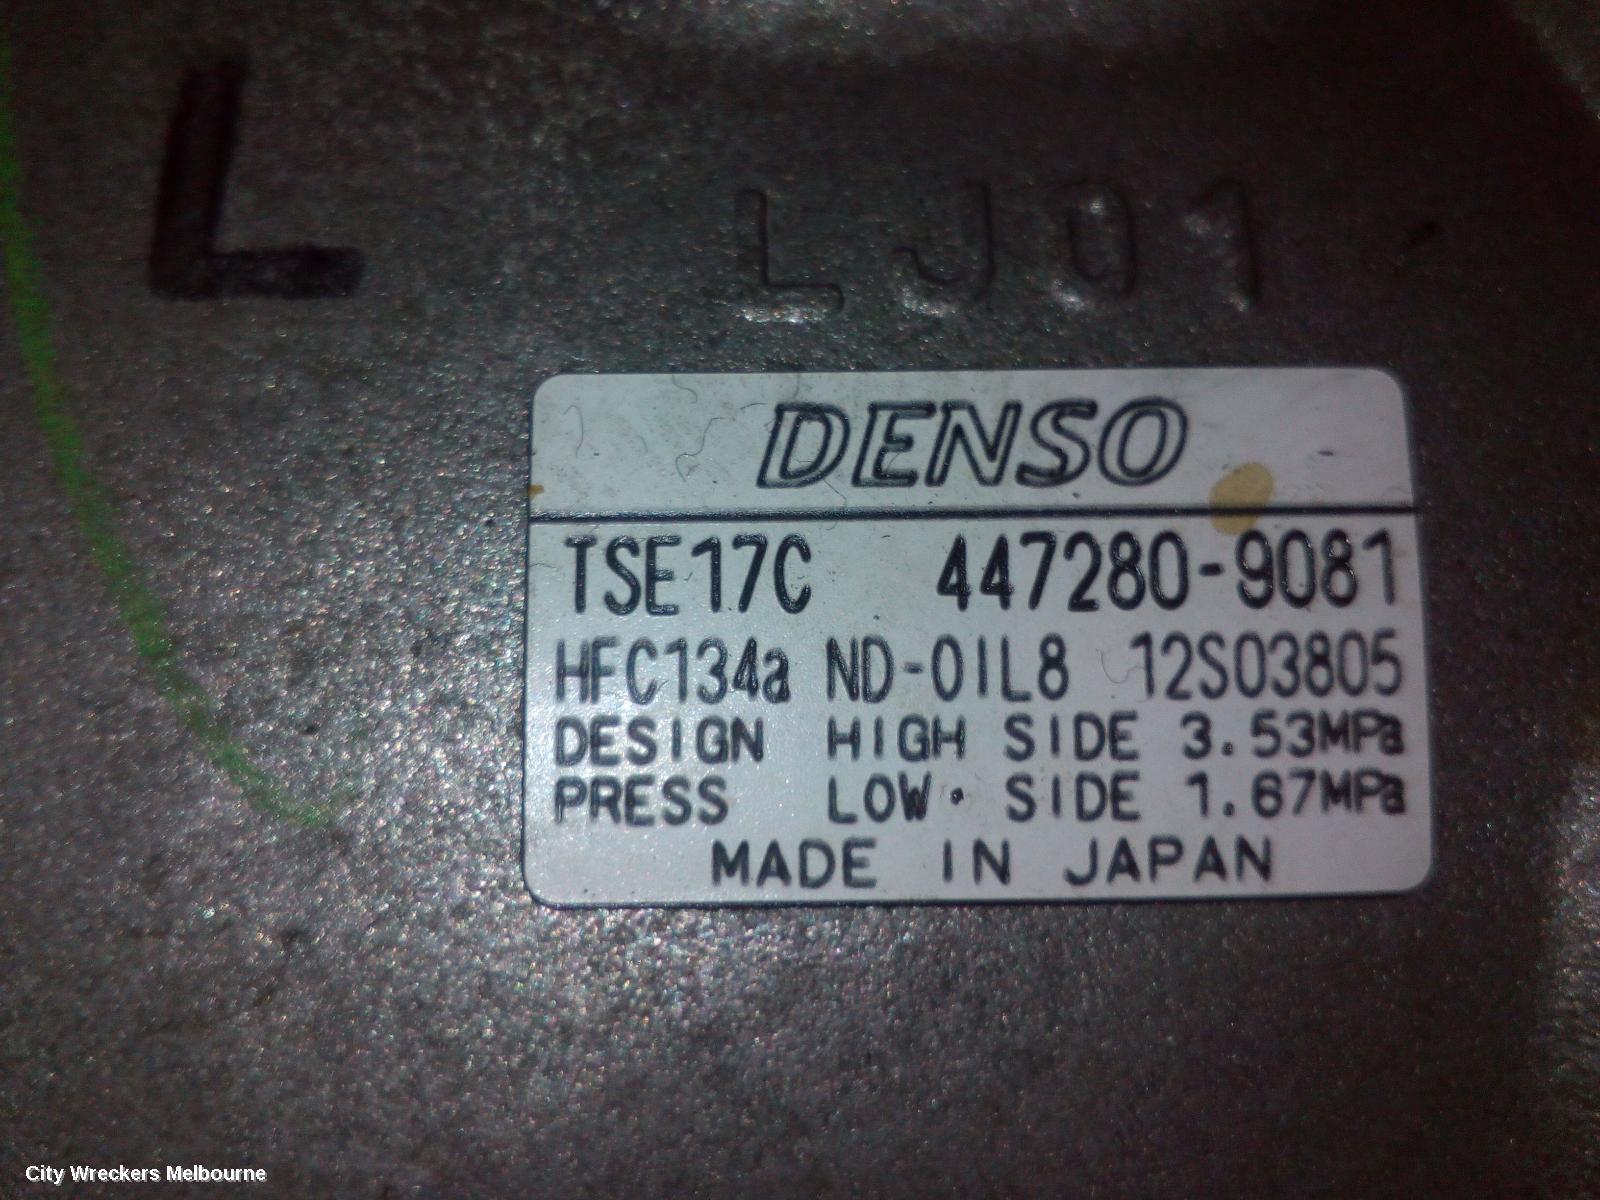 L
LJ01
DENSO
TSE17C 447280-9081
HFC134a ND-OIL8 12S03805
DESIGN HIGH SIDE 3.53MPa
PRESS LOW· SIDE 1.67MPa
MADE IN JAPAN
City Wreckers Melbourne